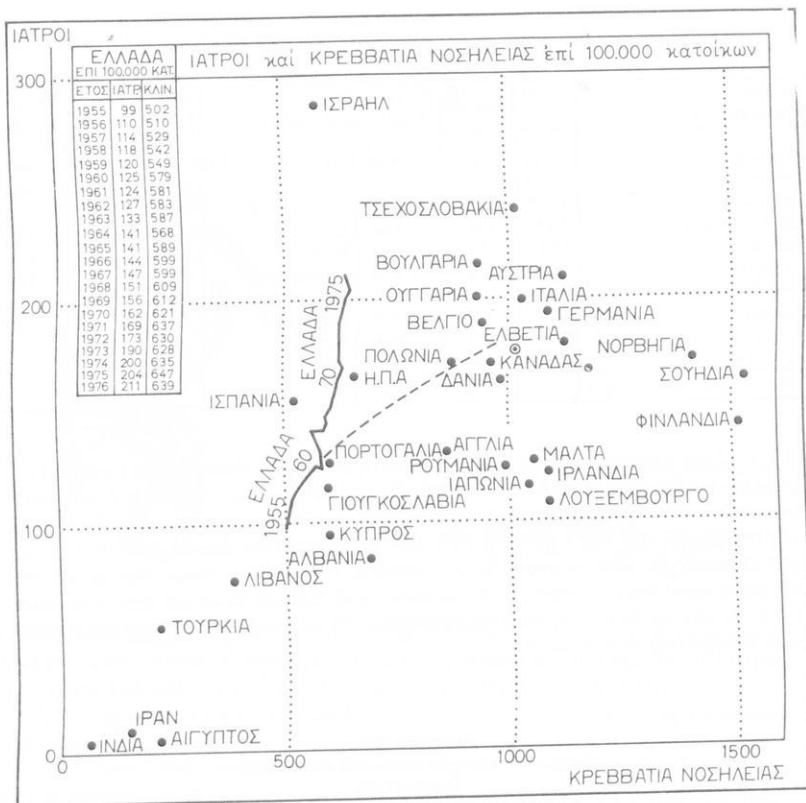 ΙΑΤΡΟΙ
ΕΛΛΑΔΑ
ΕΠΙ 100.000 ΚΑΤ.
ΕΤΟΣ ΙΑΤΡ. ΚΛΙΝ.
1955 99 502
1956 110 510
1957 114 529
1958 118 542
1959 120 549
1960 125 579
1961 124 581
1962 127 583
1963 133 587
1964 141 568
1965 141 589
1966 144 599
1967 147 599
1968 151 609
1969 156 612
1970 162 621
1971 169 637
1972 173 630
1973 190 628
1974 200 635
1975 204 647
1976 211 639
ΙΑΤΡΟΙ καί ΚΡΕΒΒΑΤΙΑ ΝΟΣΗΛΕΙΑΣ ἐπί 100.000 κατοίκων
300
ΙΣΡΑΗΛ
ΤΣΕΧΟΣΛΟΒΑΚΙΑ
ΒΟΥΛΓΑΡΙΑ
ΑΥΣΤΡΙΑ
ΟΥΓΓΑΡΙΑ
ΙΤΑΛΙΑ
200
ΓΕΡΜΑΝΙΑ
ΒΕΛΓΙΟ
ΕΛΒΕΤΙΑ
ΝΟΡΒΗΓΙΑ
ΠΟΛΩΝΙΑ
ΚΑΝΑΔΑΣ
Η.Π.Α
ΔΑΝΙΑ
ΣΟΥΗΔΙΑ
ΙΣΠΑΝΙΑ
ΦΙΝΛΑΝΔΙΑ
1975
ΕΛΛΑΔΑ
70
60
ΕΛΛΑΔΑ
1955
ΠΟΡΤΟΓΑΛΙΑ
ΑΓΓΛΙΑ
ΡΟΥΜΑΝΙΑ
ΜΑΛΤΑ
ΙΡΛΑΝΔΙΑ
ΙΑΠΩΝΙΑ
ΓΙΟΥΓΚΟΣΛΑΒΙΑ
ΛΟΥΞΕΜΒΟΥΡΓΟ
100
ΚΥΠΡΟΣ
ΑΛΒΑΝΙΑ
ΛΙΒΑΝΟΣ
ΤΟΥΡΚΙΑ
ΙΡΑΝ
ΙΝΔΙΑ
ΑΙΓΥΠΤΟΣ
0
0 500 1000 1500
ΚΡΕΒΒΑΤΙΑ ΝΟΣΗΛΕΙΑΣ